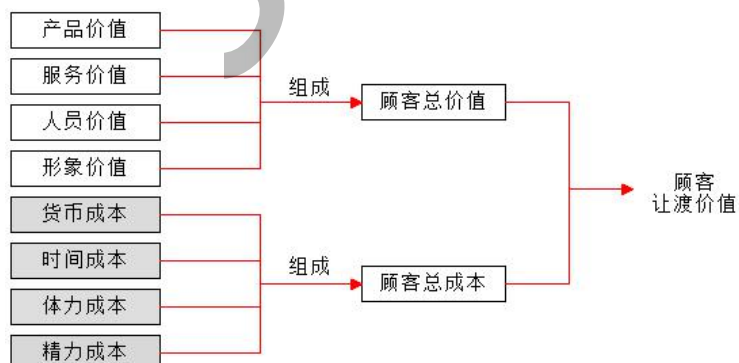 产品价值
服务价值
人员价值
形象价值
组成
顾客总价值
货币成本
时间成本
体力成本
精力成本
组成
顾客总成本
顾客
让渡价值